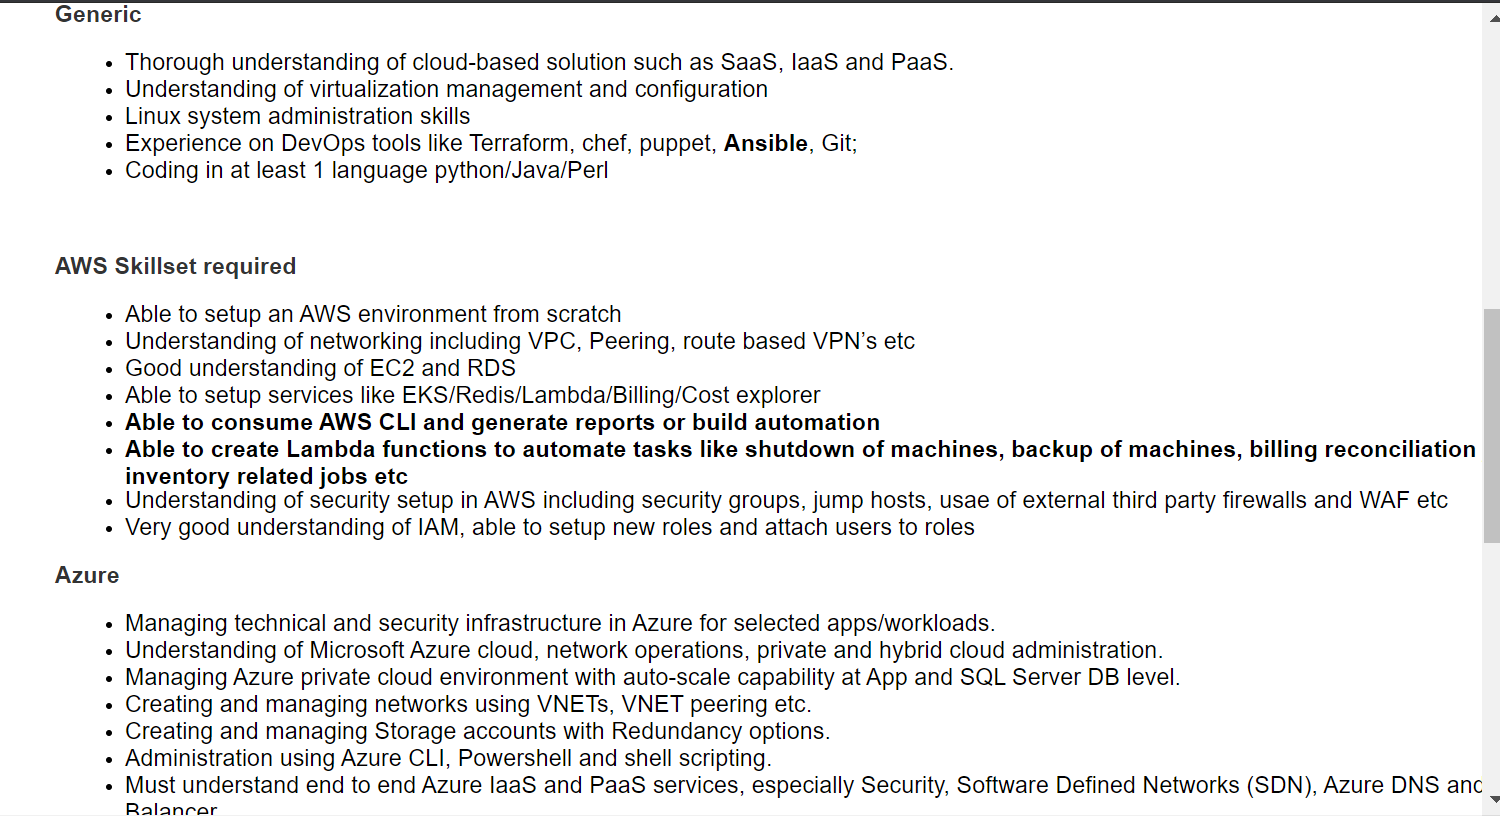 Generic
Thorough understanding of cloud-based solution such as SaaS, IaaS and PaaS.
Understanding of virtualization management and configuration
Linux system administration skills
Experience on DevOps tools like Terraform, chef, puppet, Ansible, Git;
Coding in at least 1 language python/Java/Perl
AWS Skillset required
Able to setup an AWS environment from scratch
Understanding of networking including VPC, Peering, route based VPN’s etc
Good understanding of EC2 and RDS
Able to setup services like EKS/Redis/Lambda/Billing/Cost explorer
Able to consume AWS CLI and generate reports or build automation
Able to create Lambda functions to automate tasks like shutdown of machines, backup of machines, billing reconciliation
inventory related jobs etc
Understanding of security setup in AWS including security groups, jump hosts, usae of external third party firewalls and WAF etc
Very good understanding of IAM, able to setup new roles and attach users to roles
Azure
Managing technical and security infrastructure in Azure for selected apps/workloads.
Understanding of Microsoft Azure cloud, network operations, private and hybrid cloud administration.
Managing Azure private cloud environment with auto-scale capability at App and SQL Server DB level.
Creating and managing networks using VNETs, VNET peering etc.
Creating and managing Storage accounts with Redundancy options.
Administration using Azure CLI, Powershell and shell scripting.
Must understand end to end Azure IaaS and PaaS services, especially Security, Software Defined Networks (SDN), Azure DNS and
Balancer